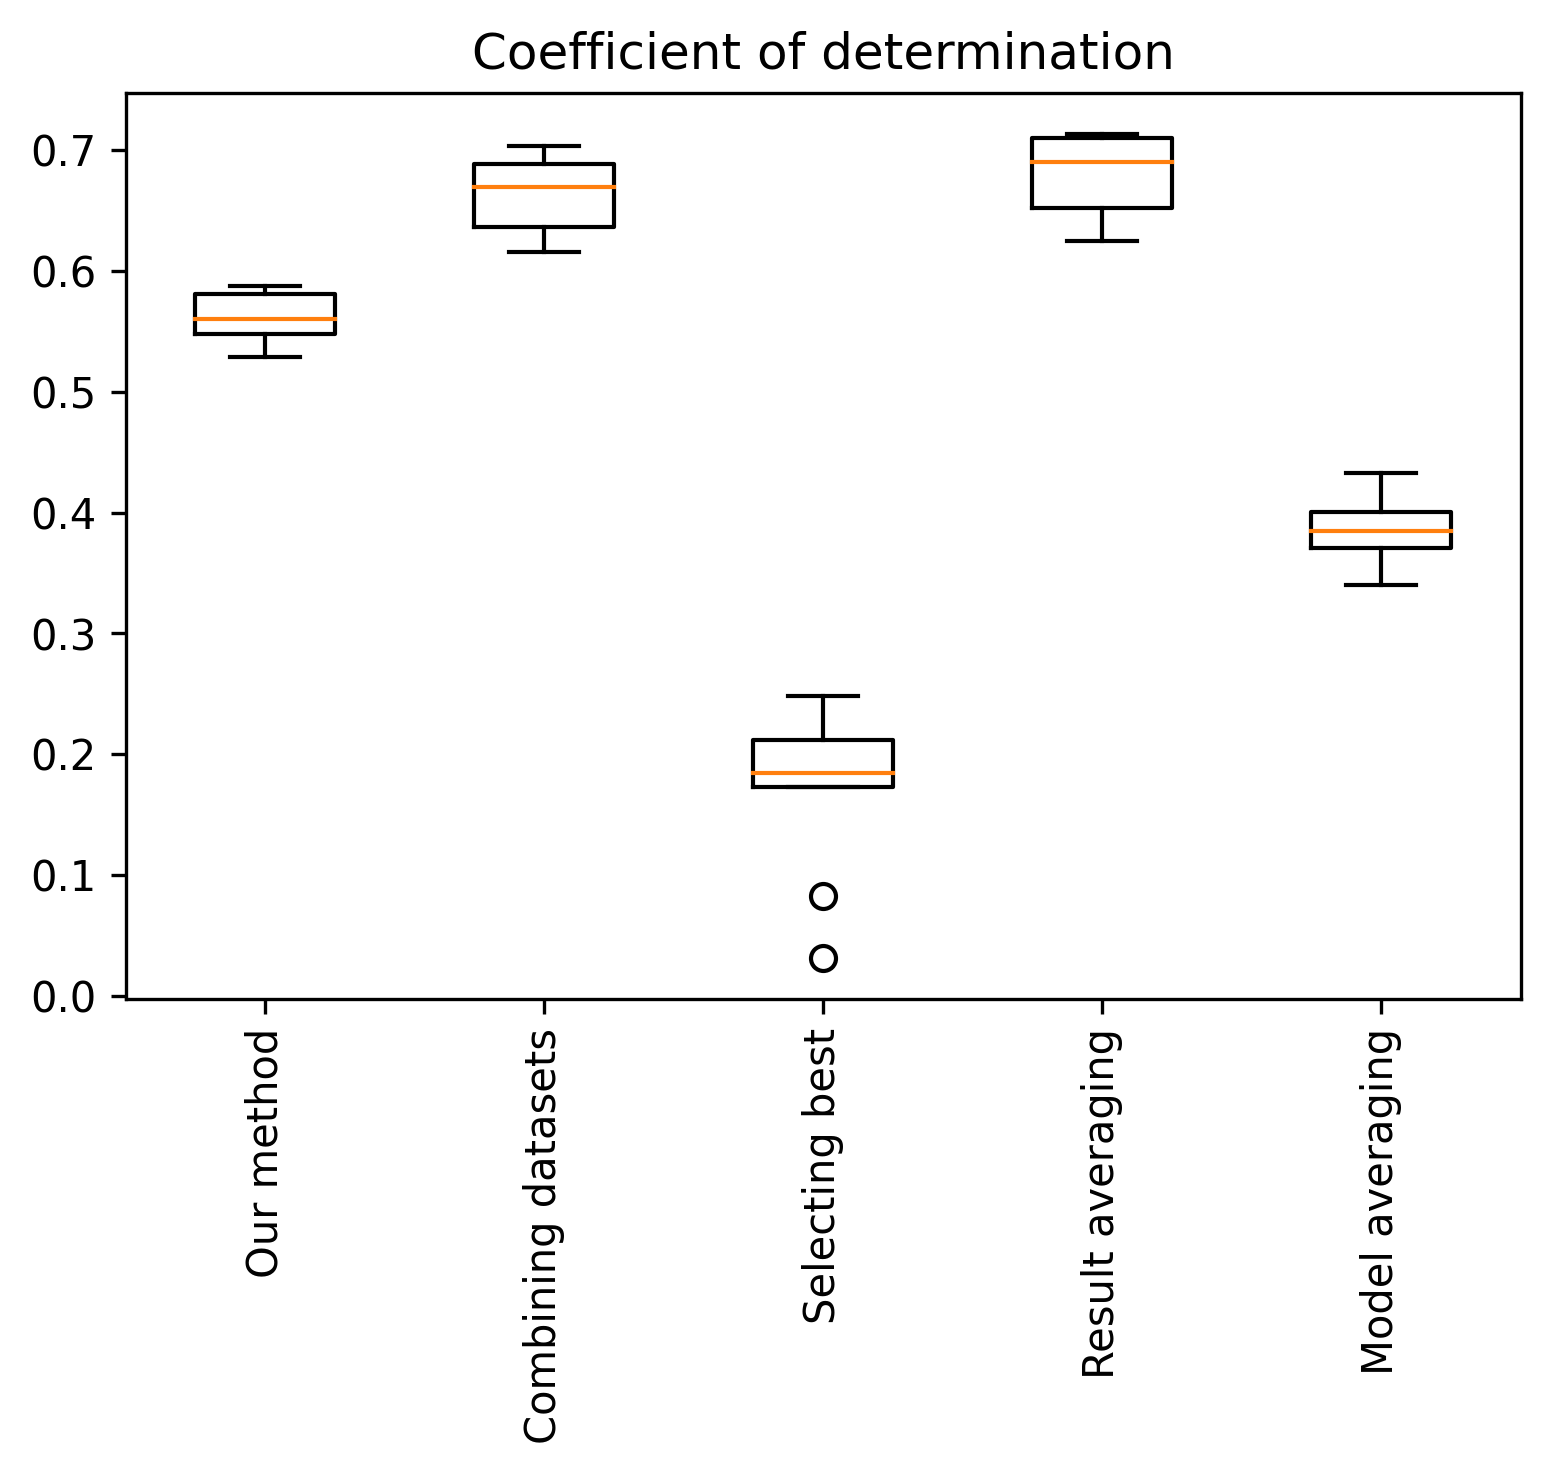 Coefficient of determination
0.7
0.6
0.5
0.4
0.3
0.2
0.1
0.0
Our method
Combining datasets
Selecting best
Result averaging
Model averaging